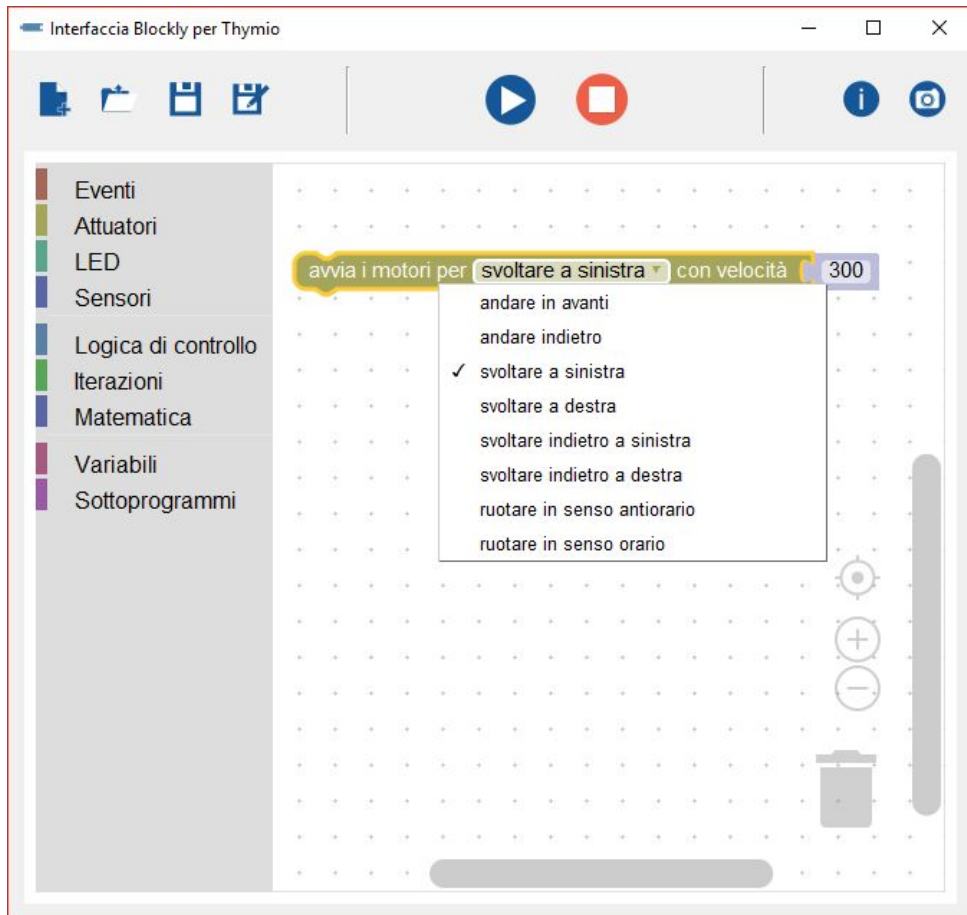 Interfaccia Blockly per Thymio
Eventi
Attuatori
LED
Sensori
Logica di controllo
Iterazioni
Matematica
Variabili
Sottoprogrammi
avvia i motori per svoltare a sinistra con velocità 300
andare in avanti
andare indietro
✓ svoltare a sinistra
svoltare a destra
svoltare indietro a sinistra
svoltare indietro a destra
ruotare in senso antiorario
ruotare in senso orario